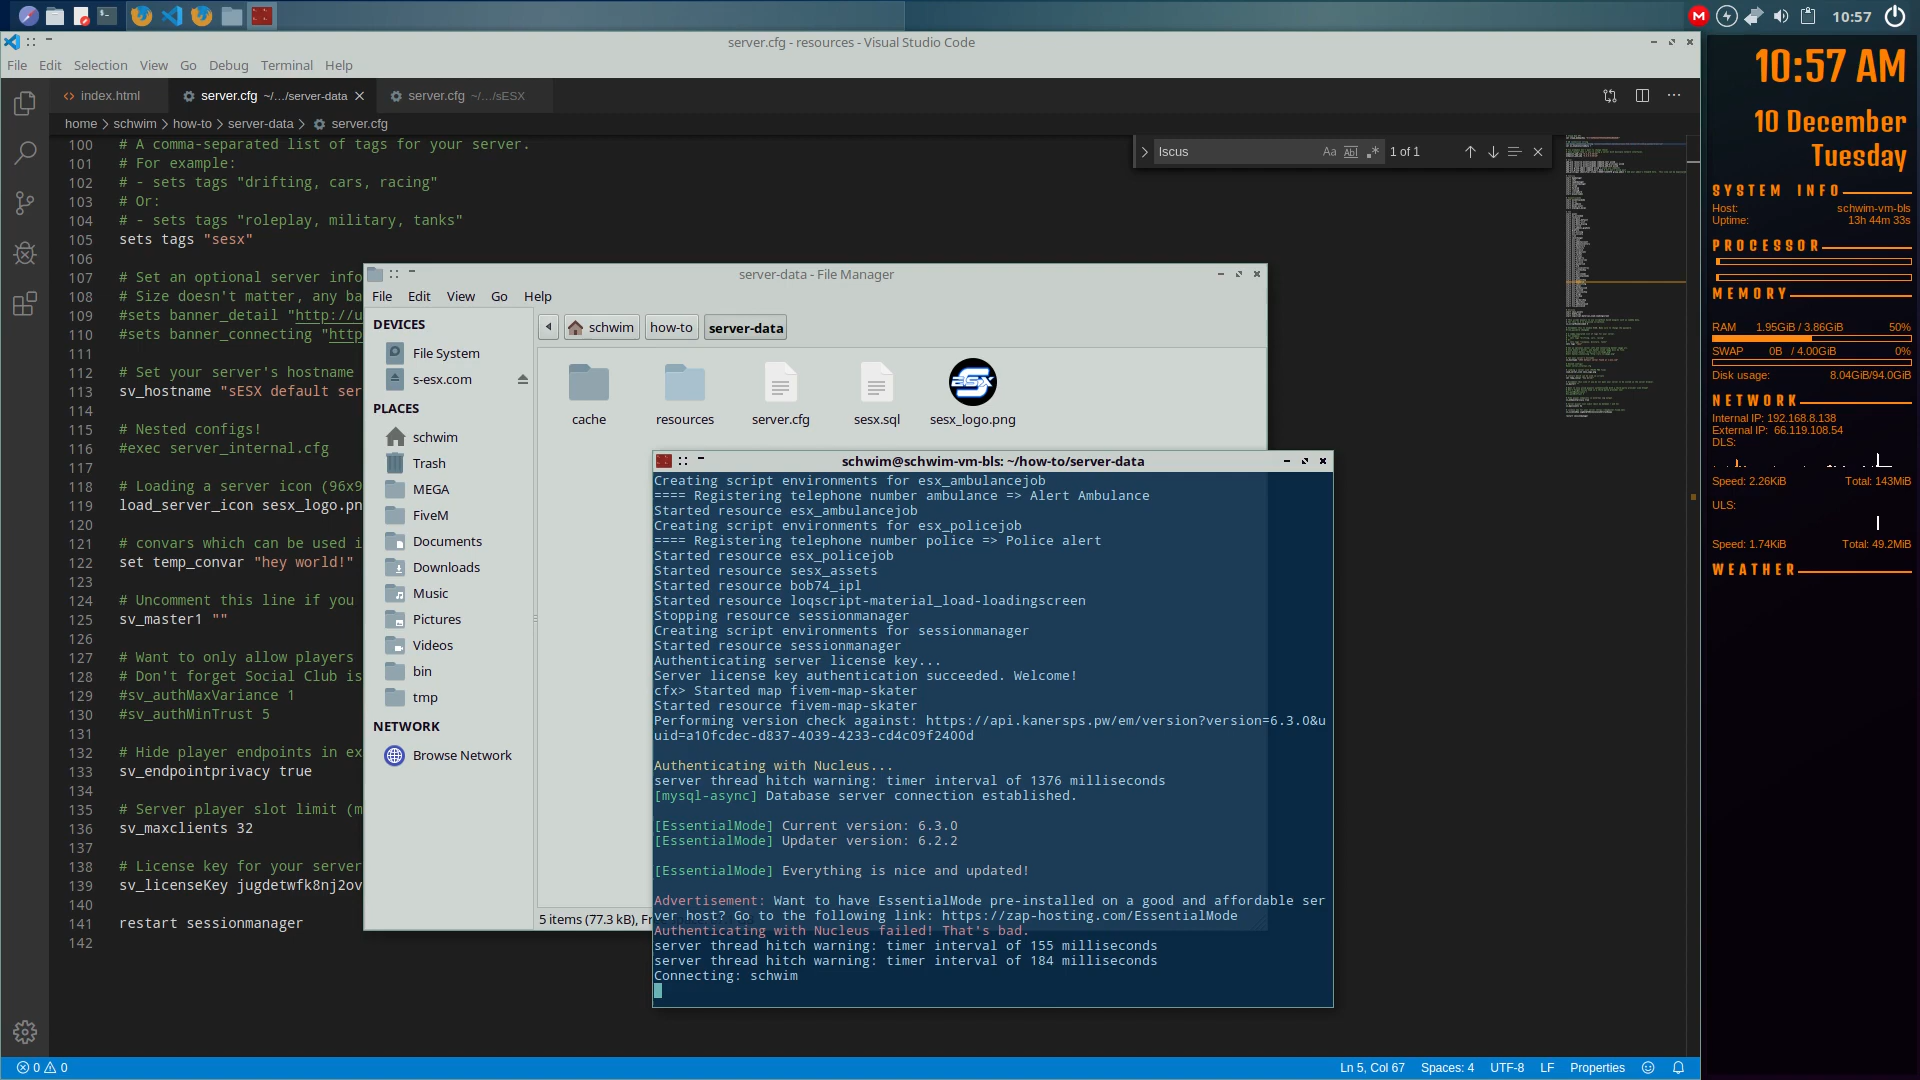 10:57
server.cfg - resources - Visual Studio Code
File Edit Selection View Go Debug Terminal Help
index.html
server.cfg ~/.../server-data
server.cfg ~/.../sESX
home > schwim > how-to > server-data > server.cfg
lscus
Aa Abl .* 1 of 1
100 # A comma-separated list of tags for your server.
101 # For example:
102 # - sets tags "drifting, cars, racing"
103 # Or:
104 # - sets tags "roleplay, military, tanks"
105 sets tags "sesx"
106
107 # Set an optional server info
108 # Size doesn't matter, any ba
109 #sets banner_detail "http://u
110 #sets banner_connecting "http
111
112 # Set your server's hostname
113 sv_hostname "sESX default ser
114
115 # Nested configs!
116 #exec server_internal.cfg
117
118 # Loading a server icon (96x9
119 load_server_icon sesx_logo.pn
120
121 # convars which can be used i
122 set temp_convar "hey world!"
123
124 # Uncomment this line if you
125 sv_master1 ""
126
127 # Want to only allow players
128 # Don't forget Social Club is
129 #sv_authMaxVariance 1
130 #sv_authMinTrust 5
131
132 # Hide player endpoints in ex
133 sv_endpointprivacy true
134
135 # Server player slot limit (m
136 sv_maxclients 32
137
138 # License key for your server
139 sv_licenseKey jugdetwfk8nj2ov
140
141 restart sessionmanager
142
server-data - File Manager
File Edit View Go Help
DEVICES
File System
s-esx.com
PLACES
schwim
Trash
MEGA
FiveM
Documents
Downloads
Music
Pictures
Videos
bin
tmp
NETWORK
Browse Network
schwim how-to server-data
cache
resources
server.cfg
sesx.sql
sesx_logo.png
5 items (77.3 kB), Fr
schwim@schwim-vm-bls: ~/how-to/server-data
Creating script environments for esx_ambulancejob
==== Registering telephone number ambulance => Alert Ambulance
Started resource esx_ambulancejob
Creating script environments for esx_policejob
==== Registering telephone number police => Police alert
Started resource esx_policejob
Started resource sesx_assets
Started resource bob74_ipl
Started resource loqscript-material_load-loadingscreen
Stopping resource sessionmanager
Creating script environments for sessionmanager
Started resource sessionmanager
Authenticating server license key...
Server license key authentication succeeded. Welcome!
cfx> Started map fivem-map-skater
Started resource fivem-map-skater
Performing version check against: https://api.kanersps.pw/em/version?version=6.3.0&u
uid=a10fcdec-d837-4039-4233-cd4c09f2400d
Authenticating with Nucleus...
server thread hitch warning: timer interval of 1376 milliseconds
[mysql-async] Database server connection established.
[EssentialMode] Current version: 6.3.0
[EssentialMode] Updater version: 6.2.2
[EssentialMode] Everything is nice and updated!
Advertisement: Want to have EssentialMode pre-installed on a good and affordable ser
ver host? Go to the following link: https://zap-hosting.com/EssentialMode
Authenticating with Nucleus failed! That's bad.
server thread hitch warning: timer interval of 155 milliseconds
server thread hitch warning: timer interval of 184 milliseconds
Connecting: schwim
10:57 AM
10 December
Tuesday
SYSTEM INFO
Host: schwim-vm-bls
Uptime: 13h 44m 33s
PROCESSOR
MEMORY
RAM 1.95GiB / 3.86GiB 50%
SWAP 0B / 4.00GiB 0%
Disk usage: 8.04GiB/94.0GiB
NETWORK
Internal IP: 192.168.8.138
External IP: 66.119.108.54
DLS:
Speed: 2.26KiB Total: 143MiB
ULS:
Speed: 1.74KiB Total: 49.2MiB
WEATHER
0 0
Ln 5, Col 67 Spaces: 4 UTF-8 LF Properties